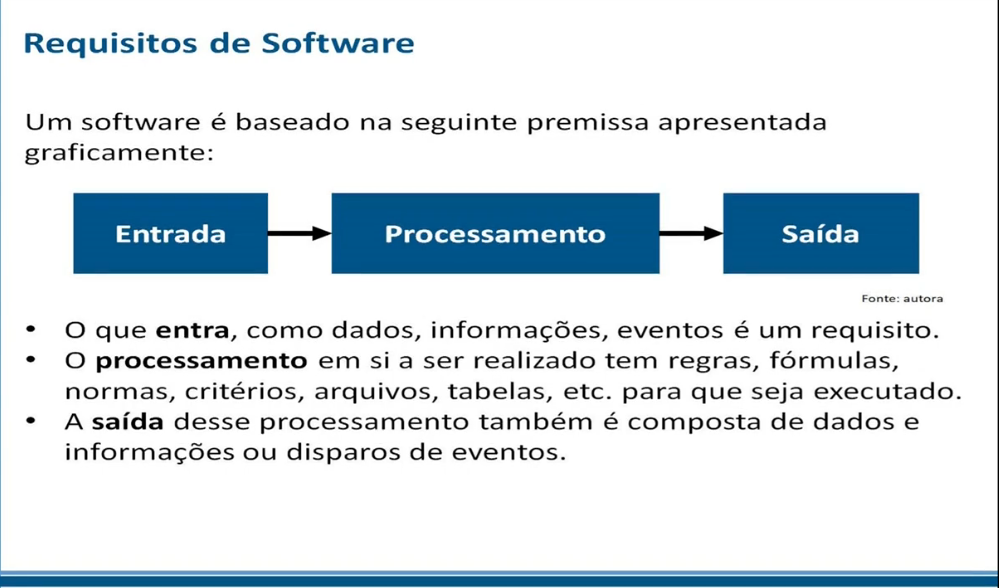 Requisitos de Software
Um software é baseado na seguinte premissa apresentada
graficamente:
Entrada
Processamento
Saída
Fonte: autora
• O que entra, como dados, informações, eventos é um requisito.
• O processamento em si a ser realizado tem regras, fórmulas,
normas, critérios, arquivos, tabelas, etc. para que seja executado.
• A saída desse processamento também é composta de dados e
informações ou disparos de eventos.